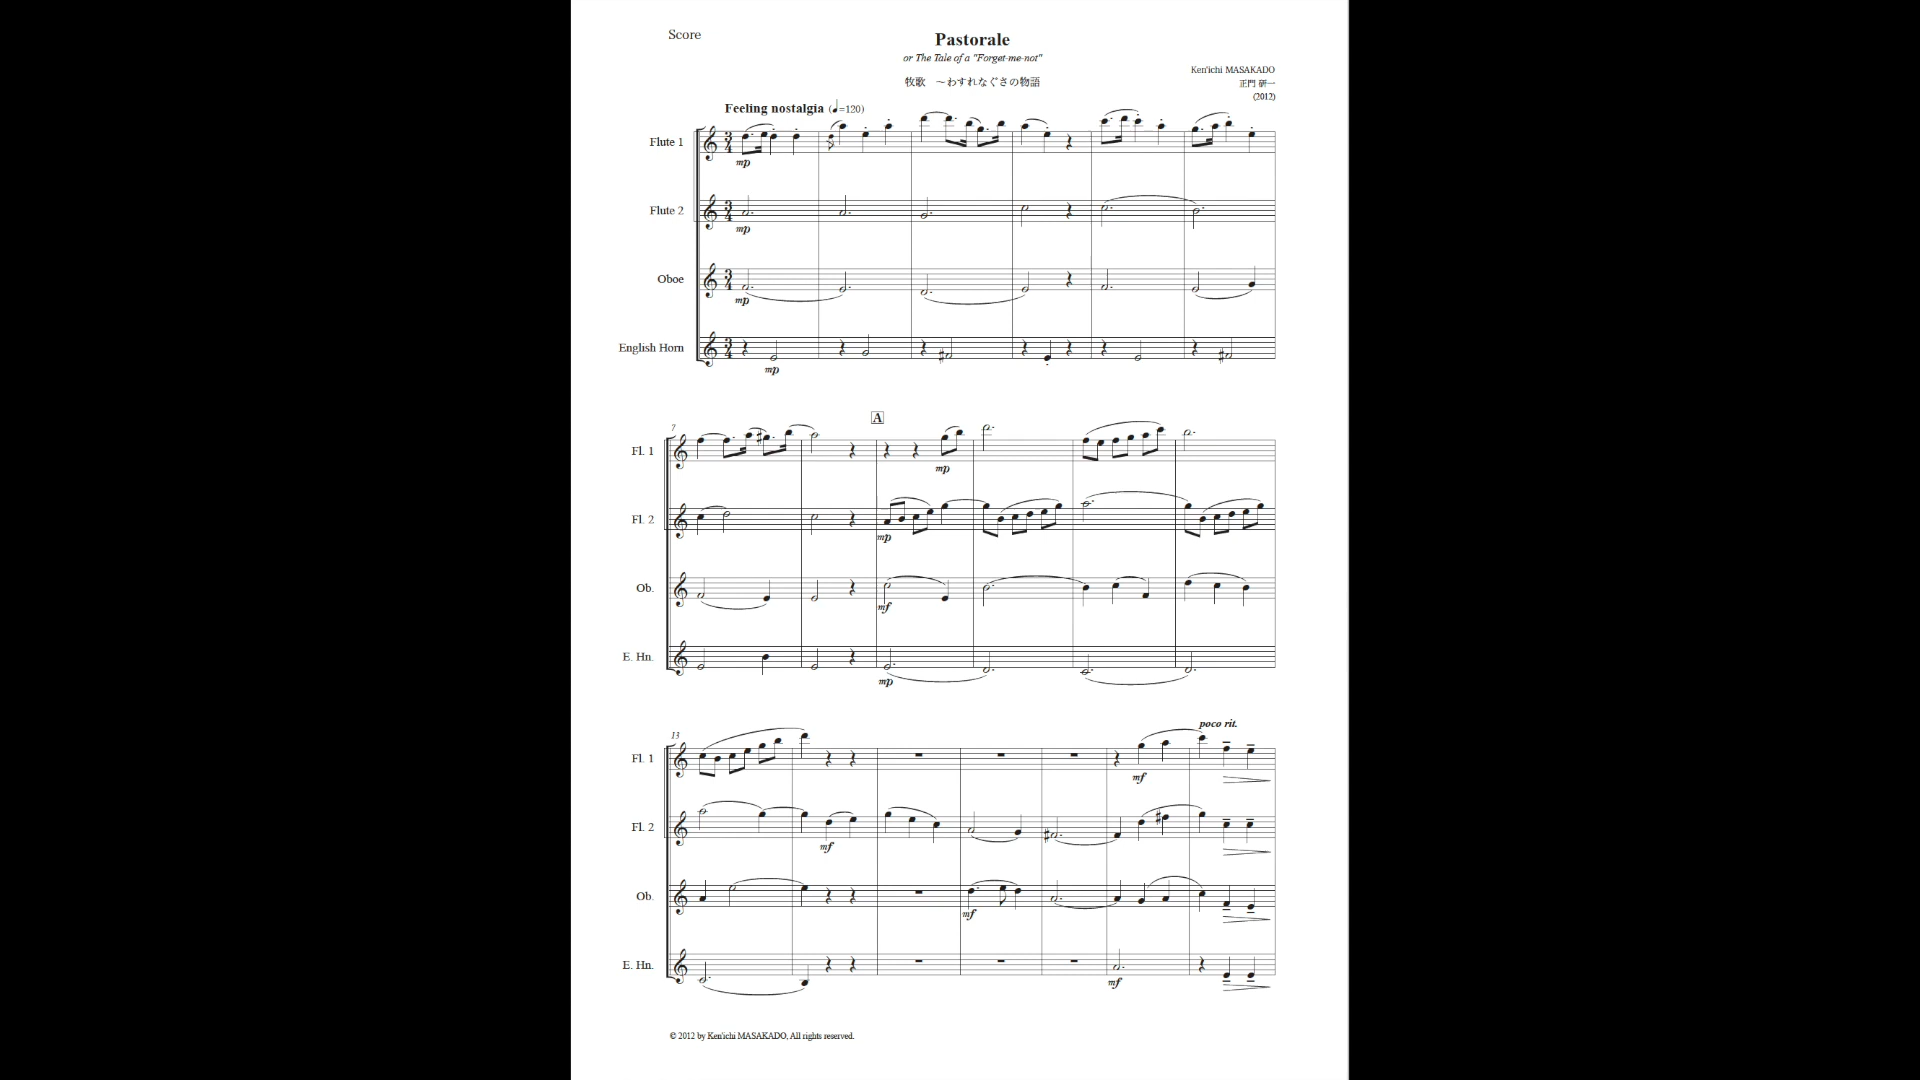 Score
Pastorale
or The Tale of a "Forget-me-not"
牧歌　～わすれなぐさの物語
Ken'ichi MASAKADO
正門 研一
(2012)
Feeling nostalgia (♩=120)
Flute 1
mp
Flute 2
mp
Oboe
mp
English Horn
mp
7
A
Fl. 1
mp
Fl. 2
mp
Ob.
mf
E. Hn.
mp
13
poco rit.
Fl. 1
mf
Fl. 2
mf
Ob.
mf
E. Hn.
mf
© 2012 by Ken'ichi MASAKADO, All rights reserved.